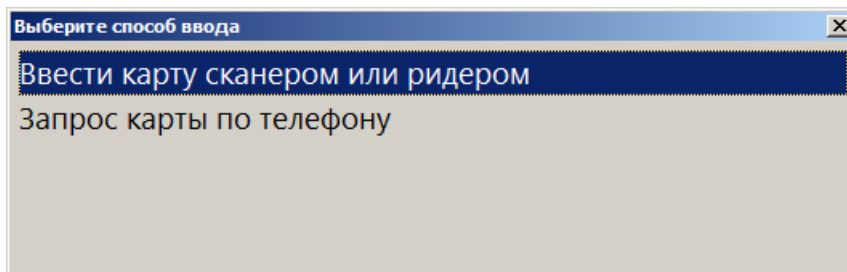 Выберите способ ввода
Ввести карту сканером или ридером
Запрос карты по телефону